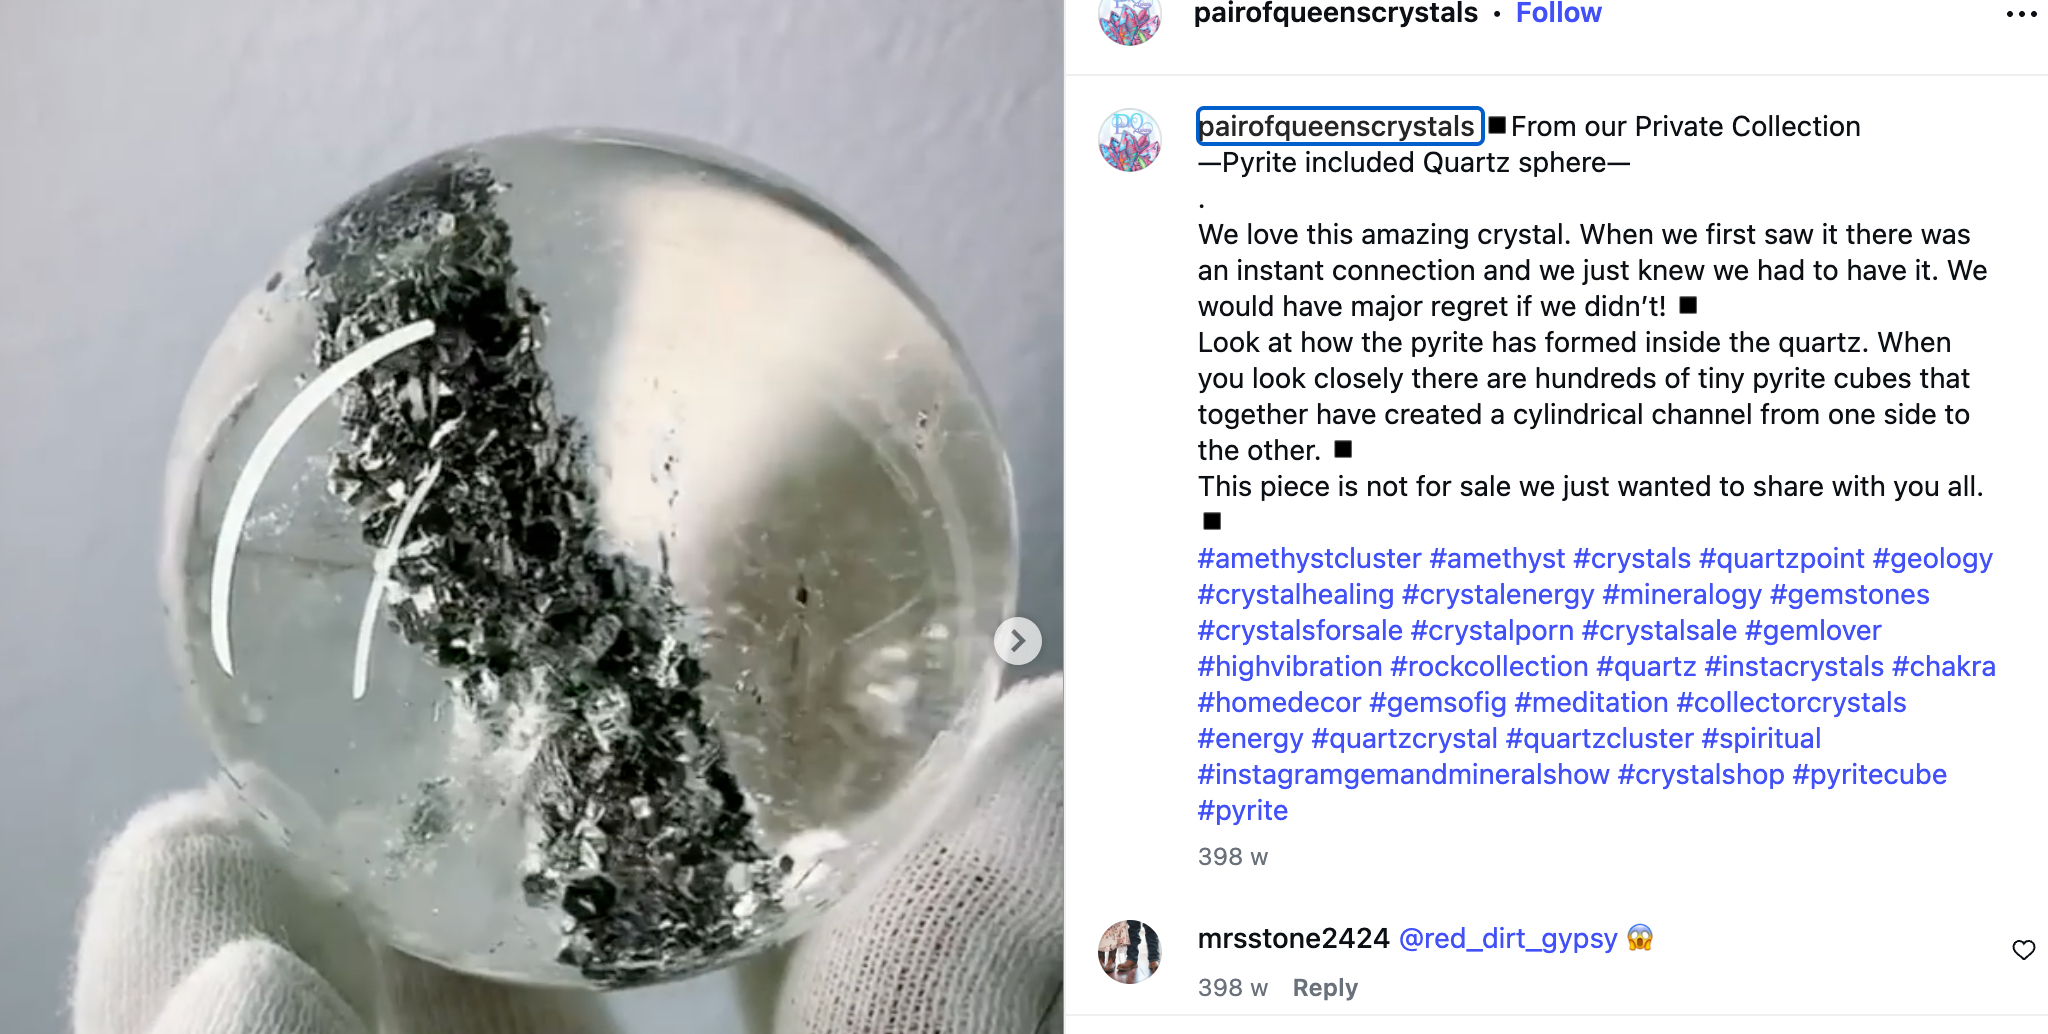 pairofqueenscrystals • Follow
pairofqueenscrystals ◼️From our Private Collection
—Pyrite included Quartz sphere—
.
We love this amazing crystal. When we first saw it there was
an instant connection and we just knew we had to have it. We
would have major regret if we didn’t! ◼️
Look at how the pyrite has formed inside the quartz. When
you look closely there are hundreds of tiny pyrite cubes that
together have created a cylindrical channel from one side to
the other. ◼️
This piece is not for sale we just wanted to share with you all.
◼️
#amethystcluster #amethyst #crystals #quartzpoint #geology
#crystalhealing #crystalenergy #mineralogy #gemstones
#crystalsforsale #crystalporn #crystalsale #gemlover
#highvibration #rockcollection #quartz #instacrystals #chakra
#homedecor #gemsofig #meditation #collectorcrystals
#energy #quartzcrystal #quartzcluster #spiritual
#instagramgemandmineralshow #crystalshop #pyritecube
#pyrite
398 w
mrsstone2424 @red_dirt_gypsy 😱
398 w Reply